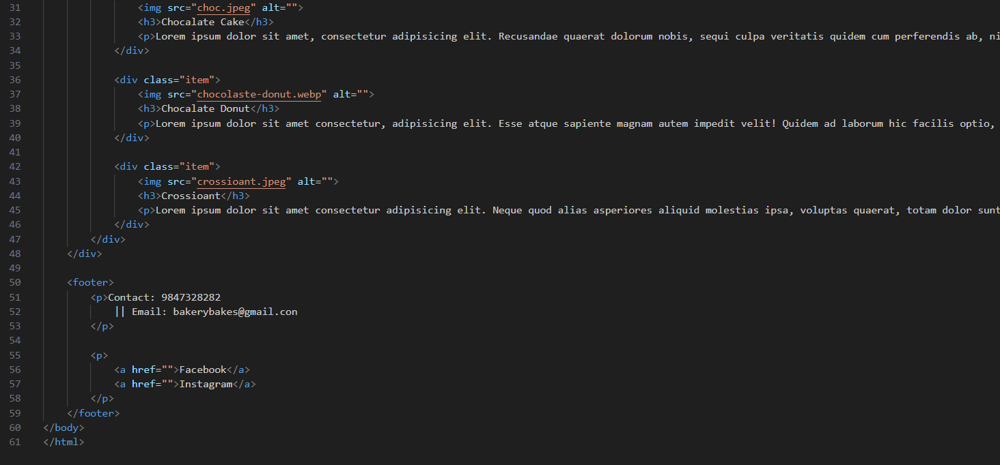 31 <img src="choc.jpeg" alt="">
32 <h3>Chocalate Cake</h3>
33 <p>Lorem ipsum dolor sit amet, consectetur adipisicing elit. Recusandae quaerat dolorum nobis, sequi culpa veritatis quidem cum perferendis ab, ni
34 </div>
35
36 <div class="item">
37 <img src="chocolaste-donut.webp" alt="">
38 <h3>Chocalate Donut</h3>
39 <p>Lorem ipsum dolor sit amet consectetur, adipisicing elit. Esse atque sapiente magnam autem impedit velit! Quidem ad laborum hic facilis optio,
40 </div>
41
42 <div class="item">
43 <img src="crossioant.jpeg" alt="">
44 <h3>Crossioant</h3>
45 <p>Lorem ipsum dolor sit amet consectetur adipisicing elit. Neque quod alias asperiores aliquid molestias ipsa, voluptas quaerat, totam dolor sunt
46 </div>
47 </div>
48 </div>
49
50 <footer>
51 <p>Contact: 9847328282
52 || Email: bakerybakes@gmail.con
53 </p>
54
55 <p>
56 <a href="">Facebook</a>
57 <a href="">Instagram</a>
58 </p>
59 </footer>
60 </body>
61 </html>